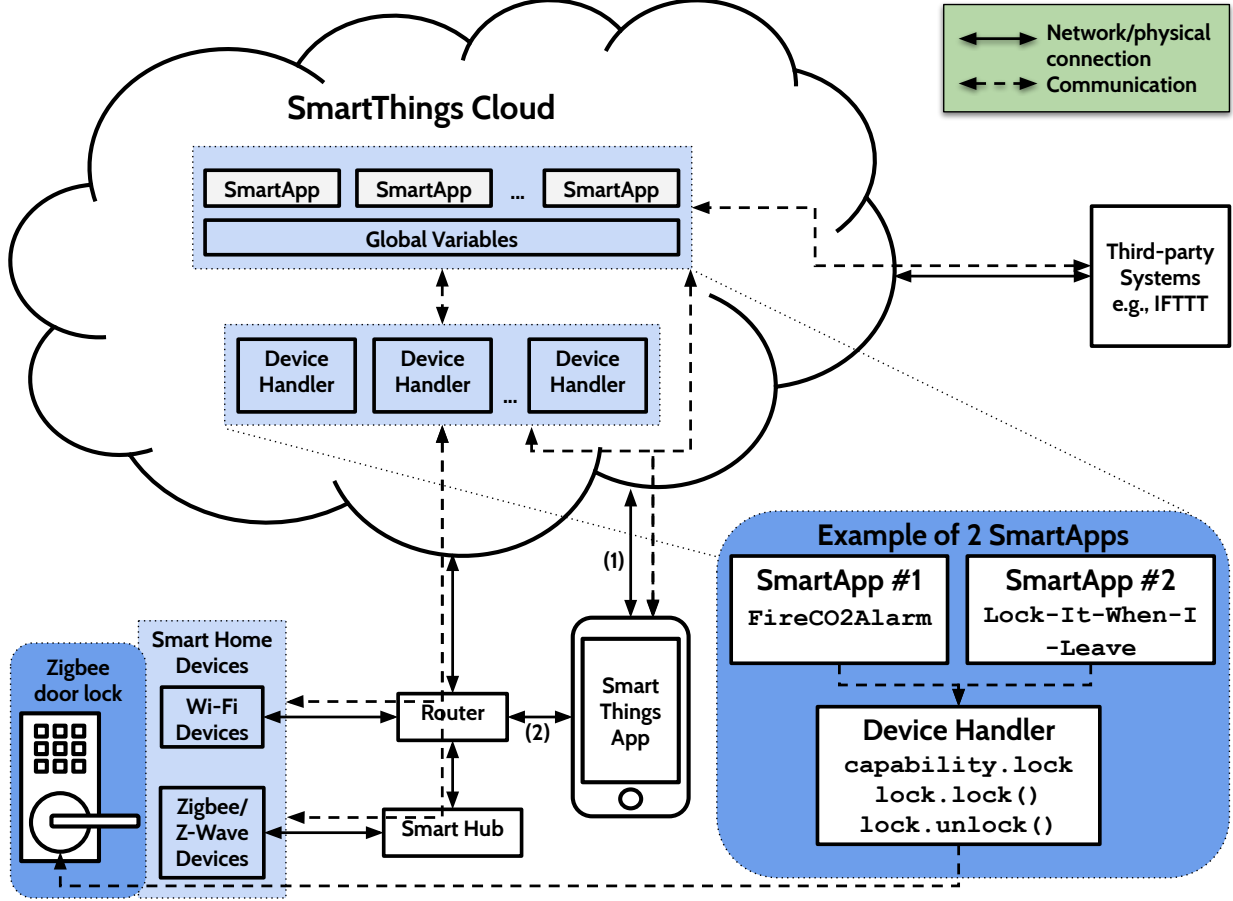 Network/physical
connection
Communication
SmartThings Cloud
SmartApp
SmartApp
...
SmartApp
Global Variables
Third-party
Systems
e.g., IFTTT
Device
Handler
Device
Handler
...
Device
Handler
(1)
Example of 2 SmartApps
SmartApp #1
FireCO2Alarm
SmartApp #2
Lock-It-When-I
-Leave
Device Handler
capability.lock
lock.lock()
lock.unlock()
Smart Home
Devices
Zigbee
door lock
Wi-Fi
Devices
Router
(2)
Smart
Things
App
Zigbee/
Z-Wave
Devices
Smart Hub